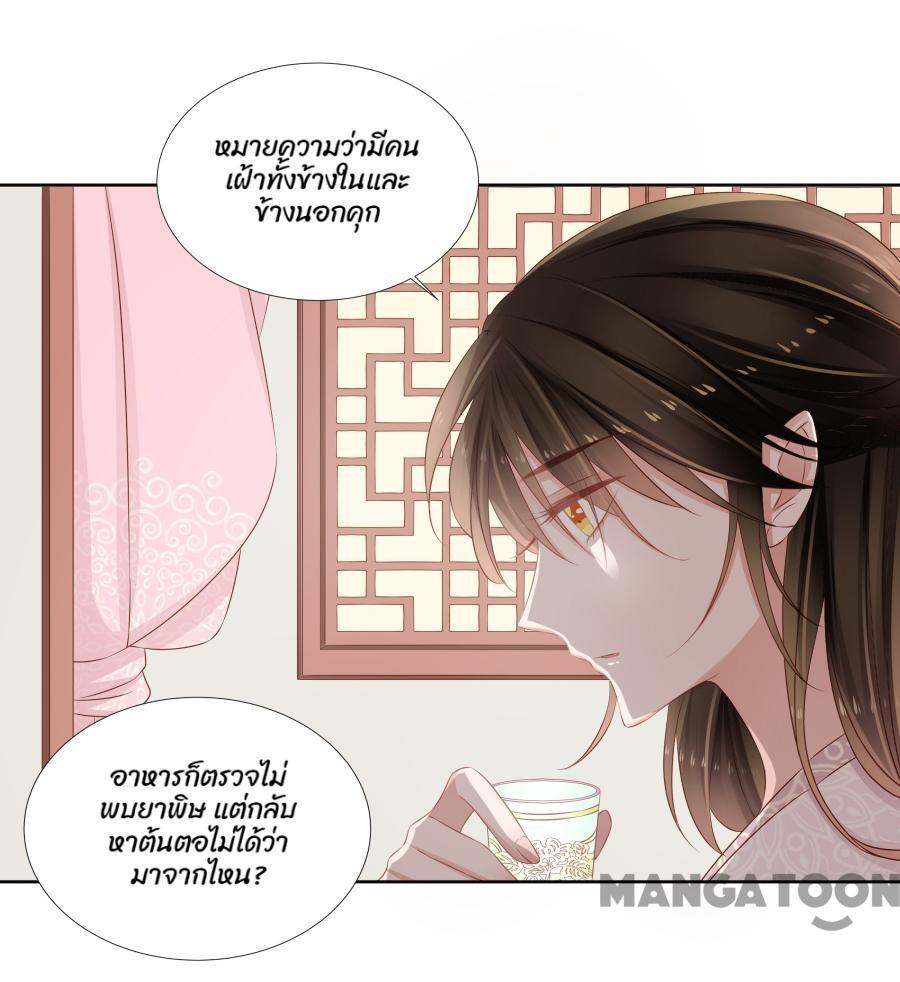 หมายความว่ามีคน
เฝ้าทั้งข้างในและ
ข้างนอกคุก
อาหารก็ตรวจไม่
พบยาพิษ แต่กลับ
หาต้นตอไม่ได้ว่า
มาจากไหน?
MANGATOON